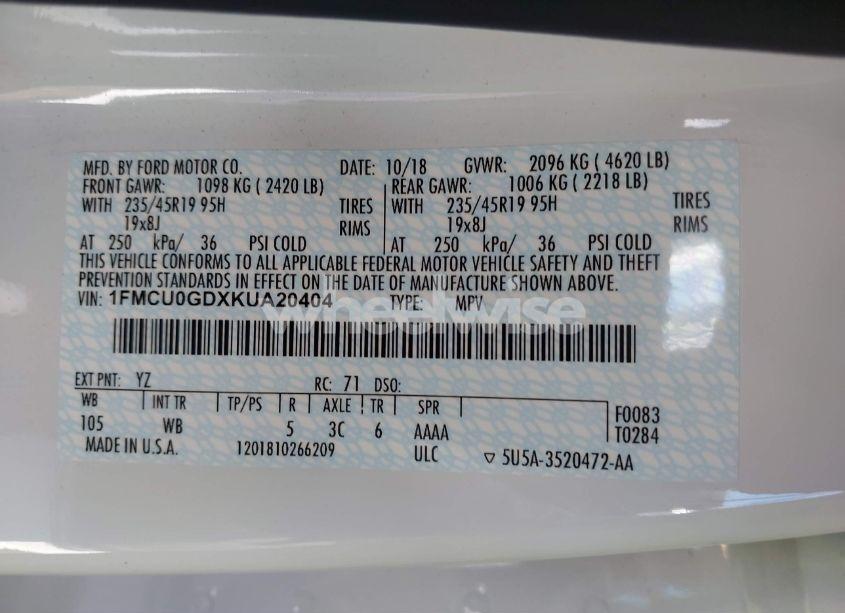 MFD. BY FORD MOTOR CO. DATE: 10/18 GVWR: 2096 KG ( 4620 LB)
FRONT GAWR: 1098 KG ( 2420 LB) REAR GAWR: 1006 KG ( 2218 LB)
WITH 235/45R19 95H TIRES WITH 235/45R19 95H TIRES
19x8J RIMS 19x8J RIMS
AT 250 kPa/ 36 PSI COLD AT 250 kPa/ 36 PSI COLD
THIS VEHICLE CONFORMS TO ALL APPLICABLE FEDERAL MOTOR VEHICLE SAFETY AND THEFT
PREVENTION STANDARDS IN EFFECT ON THE DATE OF MANUFACTURE SHOWN ABOVE.
VIN: 1FMCU0GDXKUA20404 TYPE: MPV
wheelwise
EXT PNT: YZ RC: 71 DSO:
WB INT TR TP/PS R AXLE TR SPR F0083
105 WB 5 3C 6 AAAA T0284
MADE IN U.S.A. 1201810266209 ULC ▽ 5U5A-3520472-AA